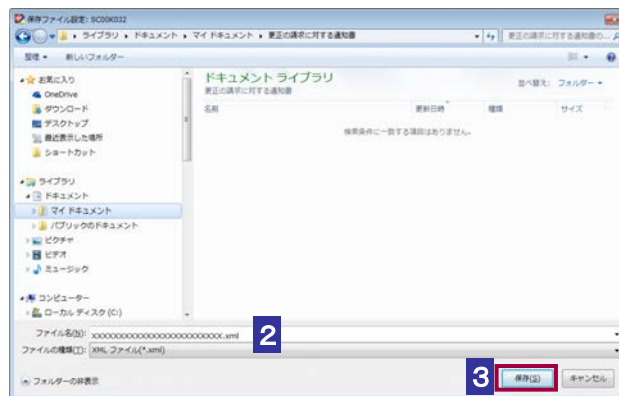 保存ファイル設定: SC00K022
ライブラリ ▸ ドキュメント ▸ マイ ドキュメント ▸ 更正の請求に対する通知書
更正の請求に対する通知書の...
整理 ▾ 新しいフォルダー
お気に入り
OneDrive
ダウンロード
デスクトップ
最近表示した場所
ショートカット
ライブラリ
ドキュメント
マイ ドキュメント
パブリックのドキュメント
ピクチャ
ビデオ
ミュージック
コンピューター
ローカル ディスク (C:)
ドキュメント ライブラリ
更正の請求に対する通知書
並べ替え: フォルダー ▾
名前 更新日時 種類 サイズ
検索条件に一致する項目はありません。
ファイル名(N): xxxxxxxxxxxxxxxxxxxxxxxxxx.xml
2
ファイルの種類(T): XML ファイル(*.xml)
フォルダーの非表示
3
保存(S)
キャンセル